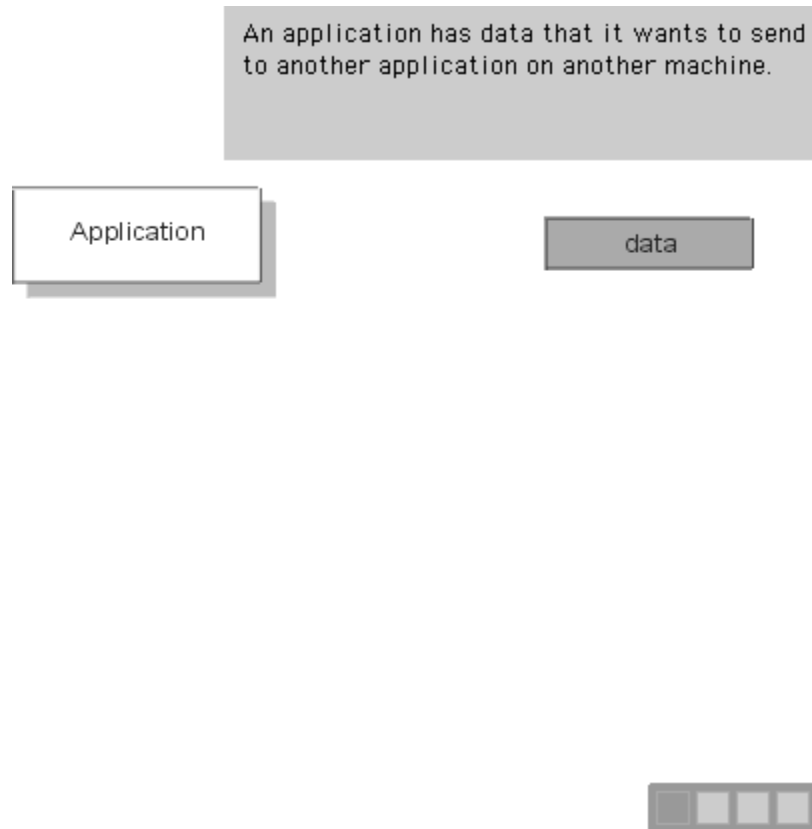 An application has data that it wants to send
to another application on another machine.
Application
data